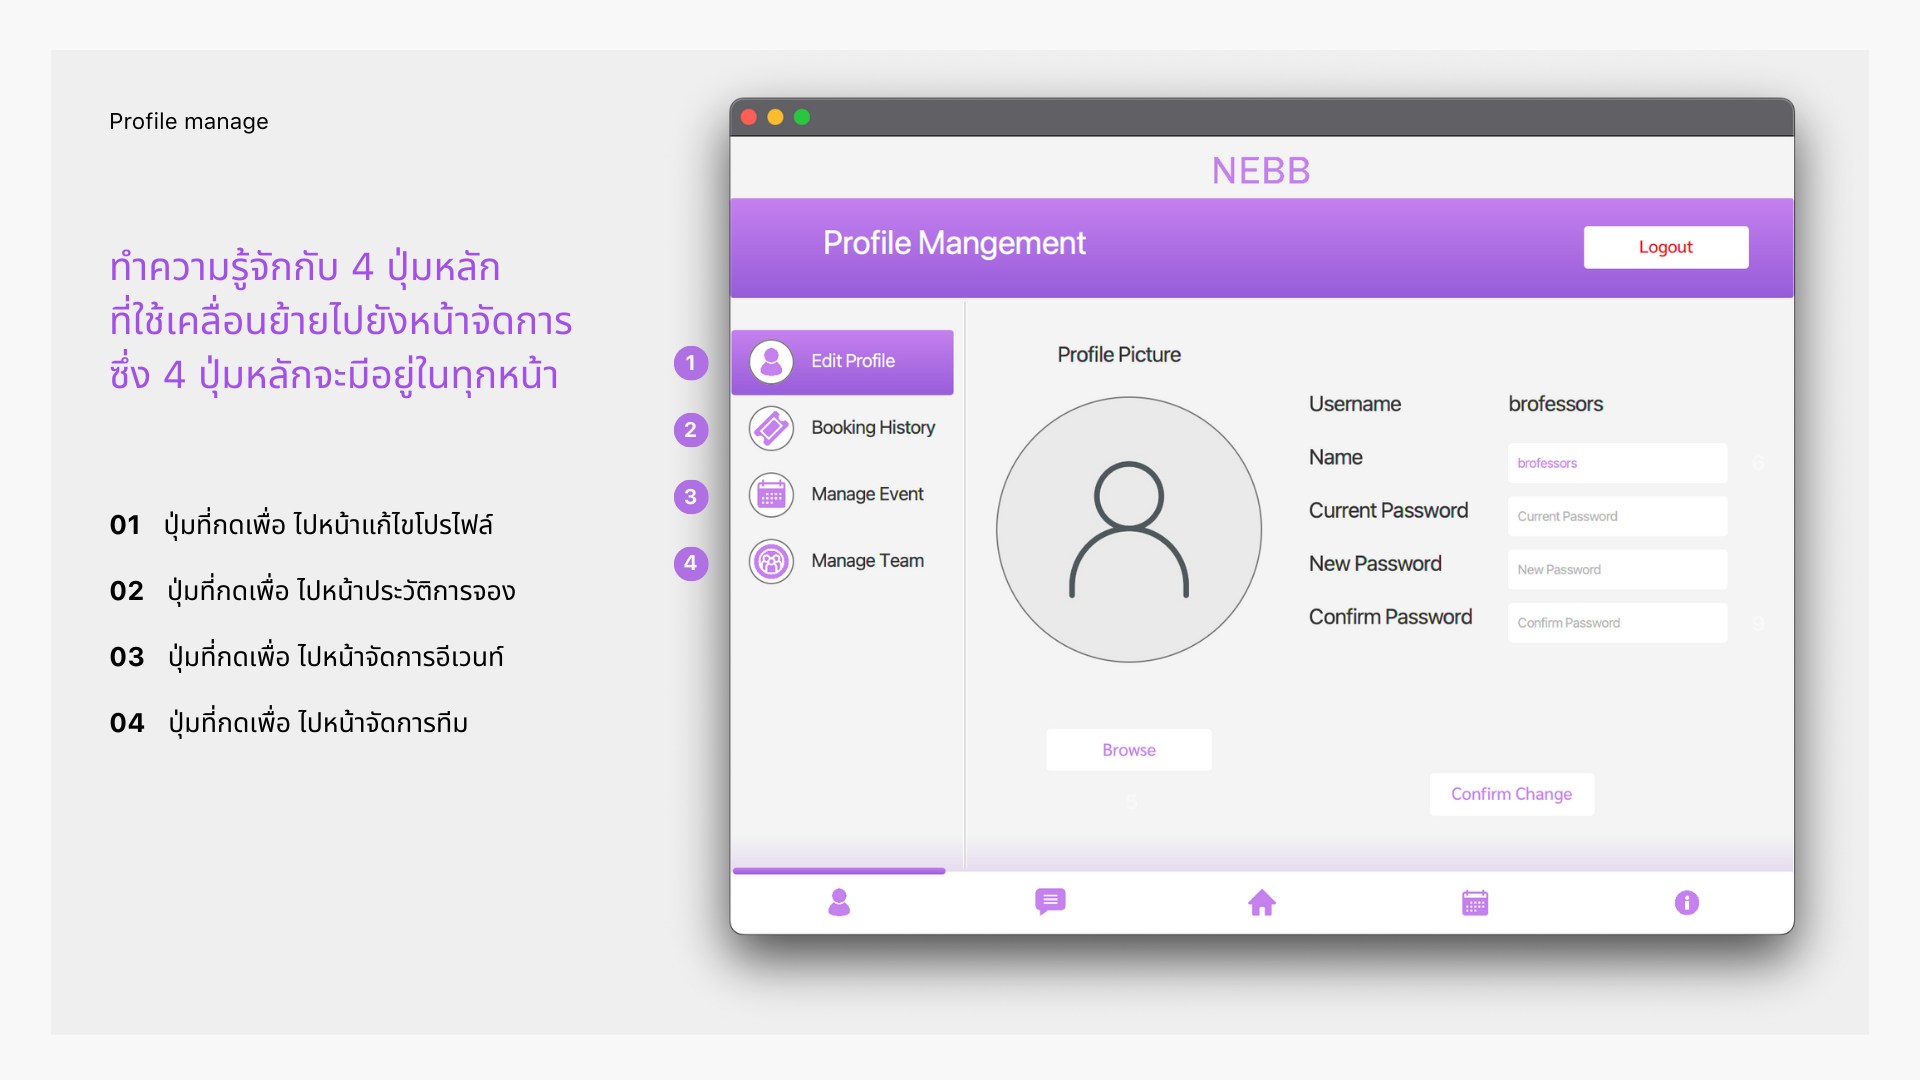 Profile manage
ทำความรู้จักกับ 4 ปุ่มหลัก
ที่ใช้เคลื่อนย้ายไปยังหน้าจัดการ
ซึ่ง 4 ปุ่มหลักจะมีอยู่ในทุกหน้า
01 ปุ่มที่กดเพื่อ ไปหน้าแก้ไขโปรไฟล์
02 ปุ่มที่กดเพื่อ ไปหน้าประวัติการจอง
03 ปุ่มที่กดเพื่อ ไปหน้าจัดการอีเวนท์
04 ปุ่มที่กดเพื่อ ไปหน้าจัดการทีม
NEBB
Profile Mangement
Logout
1 Edit Profile
2 Booking History
3 Manage Event
4 Manage Team
Profile Picture
Browse
Username brofessors
Name brofessors
Current Password Current Password
New Password New Password
Confirm Password Confirm Password
Confirm Change